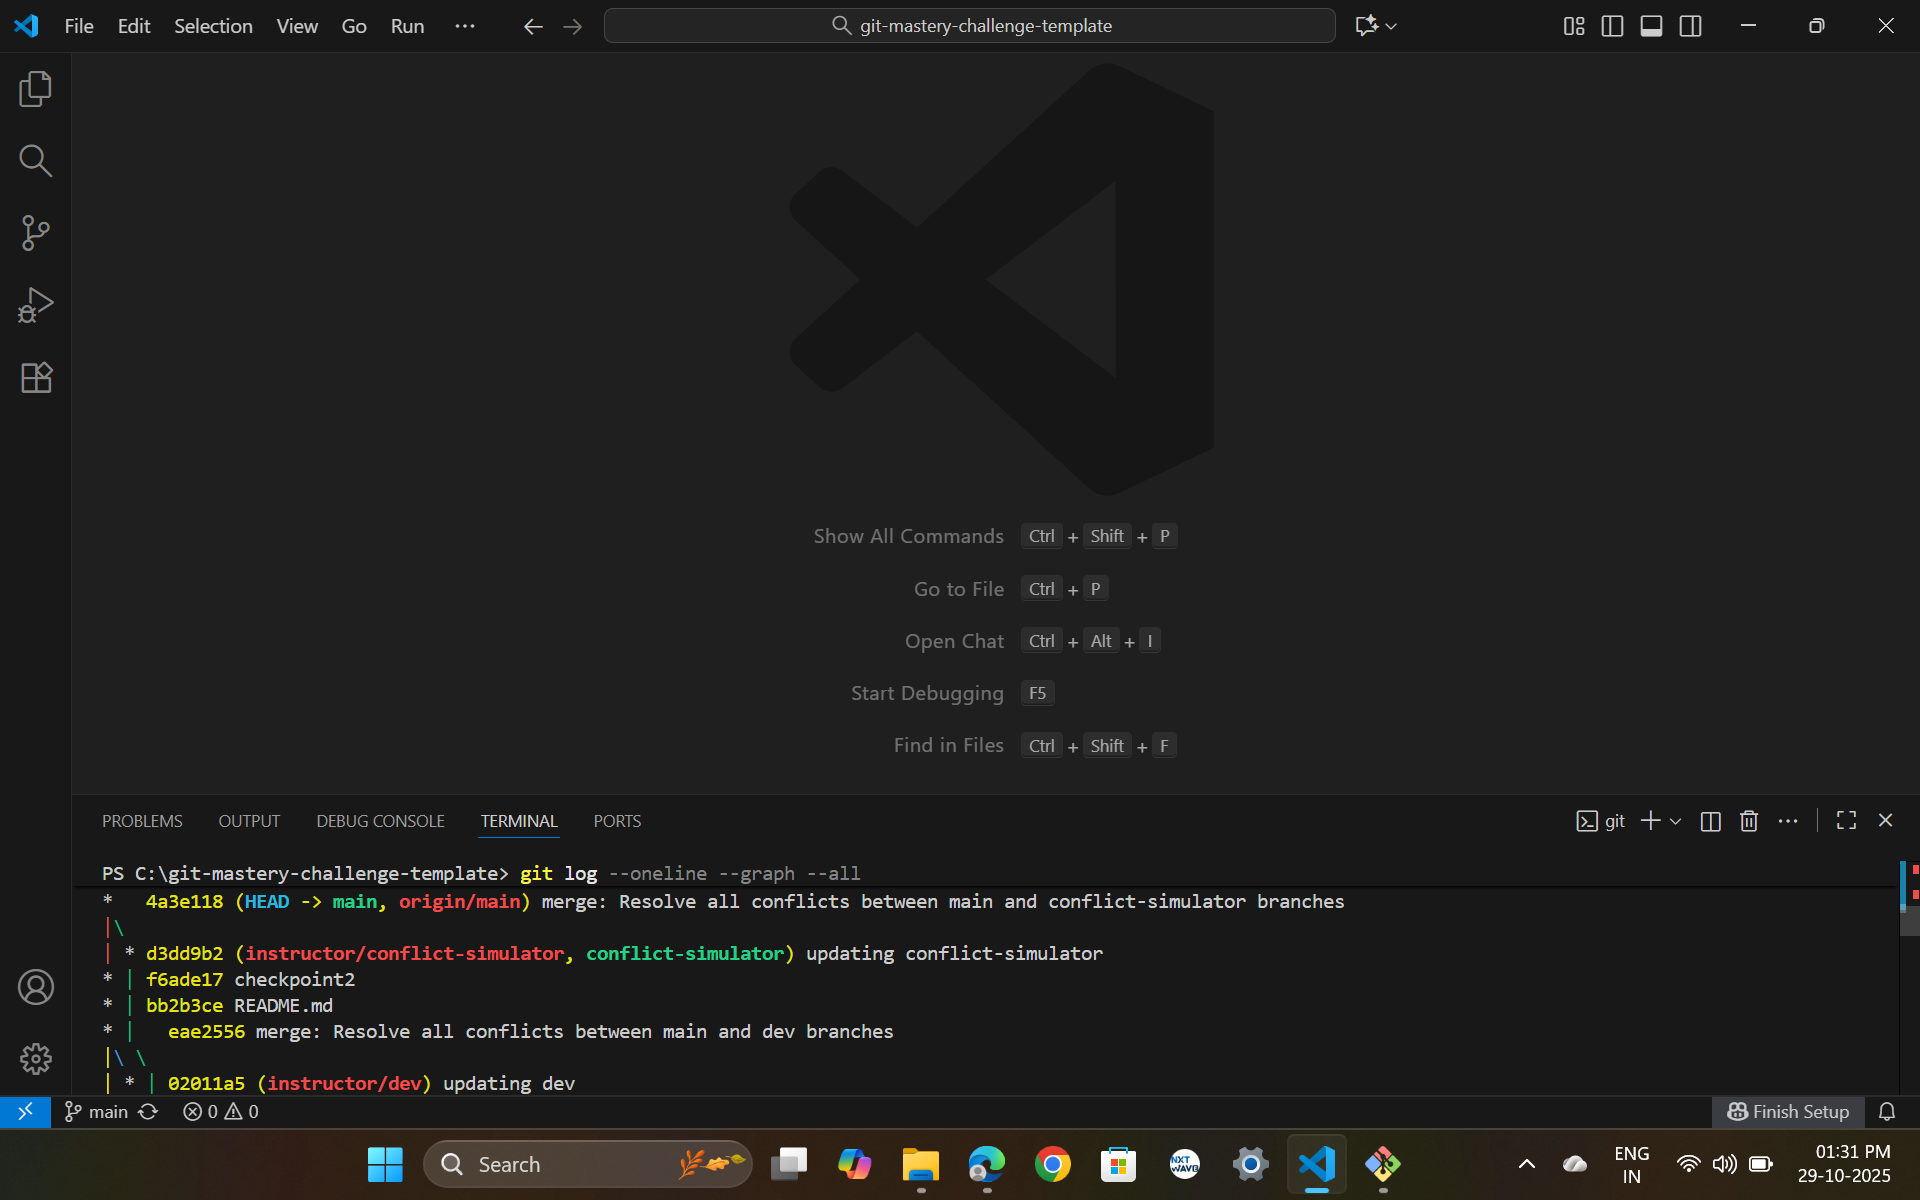 File Edit Selection View Go Run ···
git-mastery-challenge-template
Show All Commands Ctrl + Shift + P
Go to File Ctrl + P
Open Chat Ctrl + Alt + I
Start Debugging F5
Find in Files Ctrl + Shift + F
PROBLEMS OUTPUT DEBUG CONSOLE TERMINAL PORTS
git
PS C:\git-mastery-challenge-template> git log --oneline --graph --all
*   4a3e118 (HEAD -> main, origin/main) merge: Resolve all conflicts between main and conflict-simulator branches
|\
| * d3dd9b2 (instructor/conflict-simulator, conflict-simulator) updating conflict-simulator
* | f6ade17 checkpoint2
* | bb2b3ce README.md
* |   eae2556 merge: Resolve all conflicts between main and dev branches
|\ \
| * | 02011a5 (instructor/dev) updating dev
main 0 0
Finish Setup
Search
NXT WAVE
ENG
IN
01:31 PM
29-10-2025